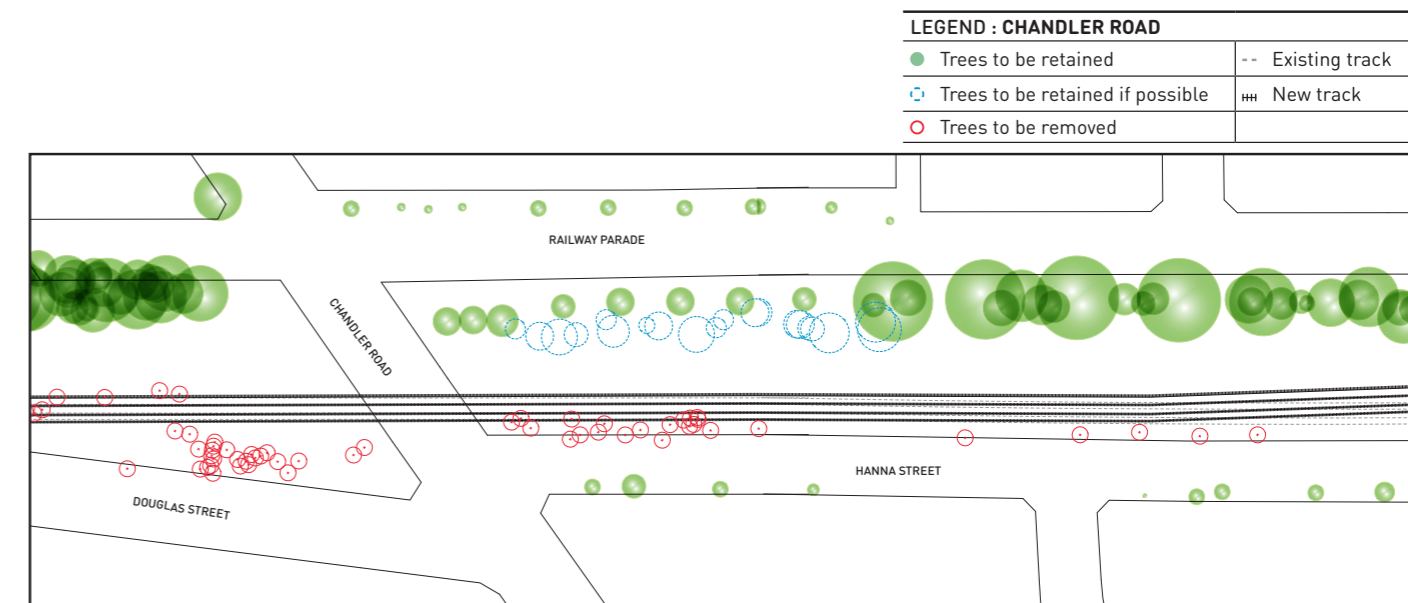 LEGEND : CHANDLER ROAD
Trees to be retained
Existing track
Trees to be retained if possible
New track
Trees to be removed
RAILWAY PARADE
CHANDLER ROAD
HANNA STREET
DOUGLAS STREET